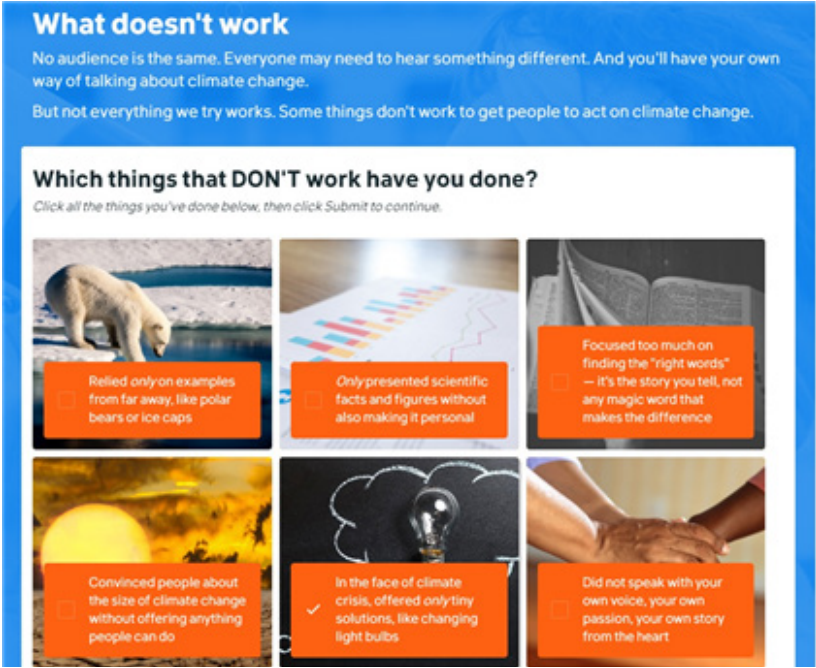 What doesn't work
No audience is the same. Everyone may need to hear something different. And you'll have your own
way of talking about climate change.
But not everything we try works. Some things don't work to get people to act on climate change.
Which things that DON'T work have you done?
Click all the things you've done below, then click Submit to continue.
Relied only on examples
from far away, like polar
bears or ice caps
Only presented scientific
facts and figures without
also making it personal
Focused too much on
finding the "right words"
— it's the story you tell, not
any magic word that
makes the difference
Convinced people about
the size of climate change
without offering anything
people can do
In the face of climate
crisis, offered only tiny
solutions, like changing
light bulbs
Did not speak with your
own voice, your own
passion, your own story
from the heart